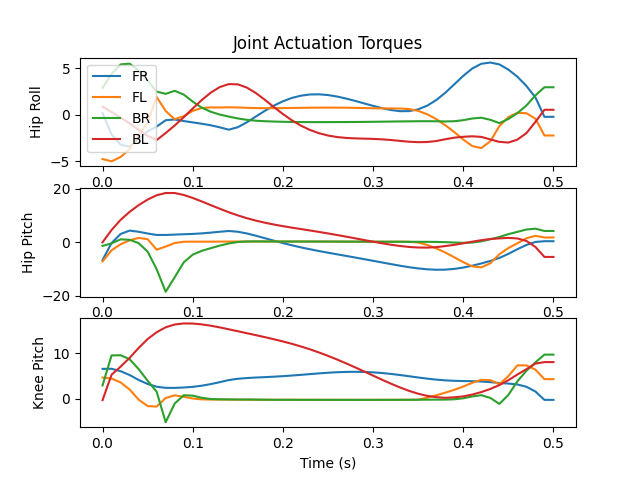 Joint Actuation Torques
Hip Roll
5
0
−5
FR
FL
BR
BL
0.0 0.1 0.2 0.3 0.4 0.5
Hip Pitch
20
0
−20
0.0 0.1 0.2 0.3 0.4 0.5
Knee Pitch
10
0
0.0 0.1 0.2 0.3 0.4 0.5
Time (s)